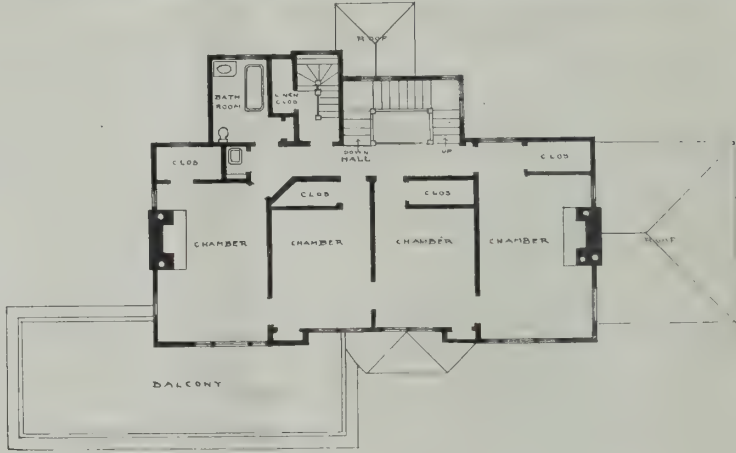 ROOF
BATH
ROOM
LINEN
CLOS
DOWN
UP
HALL
CLOS
CLOS
CLOS
CLOS
CHAMBER
CHAMBER
CHAMBER
CHAMBER
ROOF
BALCONY